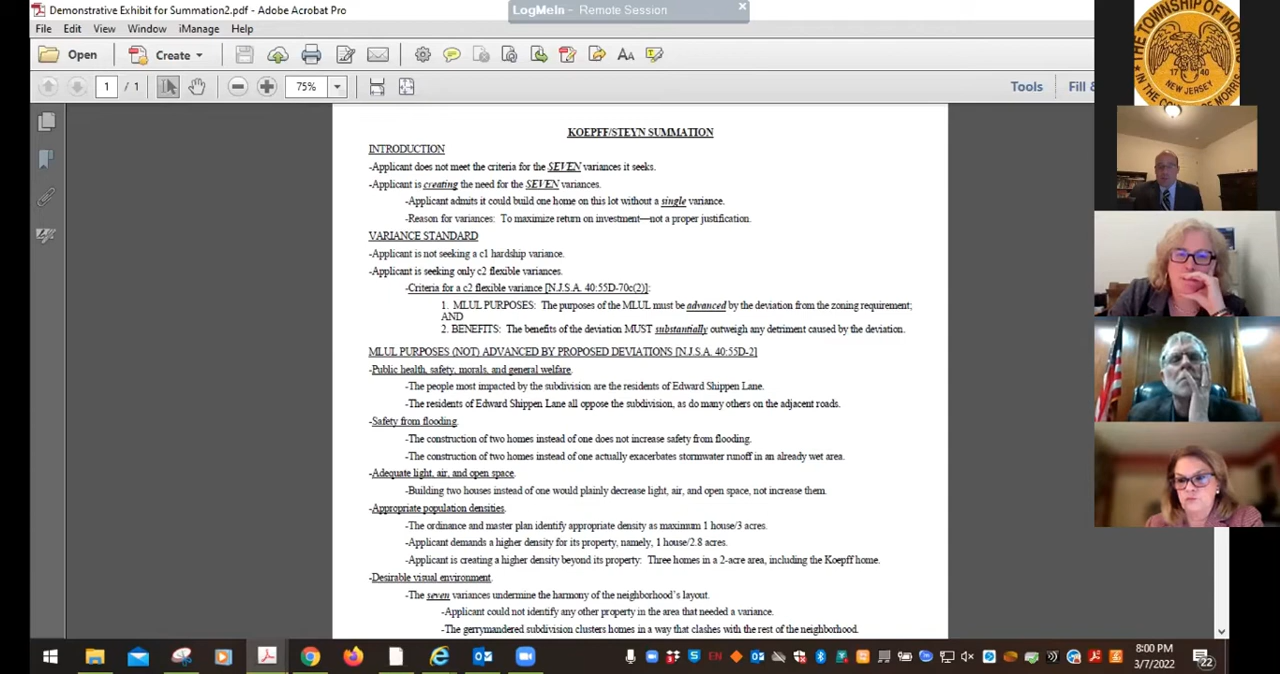 Demonstrative Exhibit for Summation2.pdf - Adobe Acrobat Pro
LogMeIn - Remote Session
File Edit View Window iManage Help
Open Create
1 / 1 75% Tools Fill &
THE TOWNSHIP OF MORRIS
IN THE COUNTY OF MORRIS
17 40
NEW JERSEY
KOEPFF/STEYN SUMMATION
INTRODUCTION
-Applicant does not meet the criteria for the SEVEN variances it seeks.
-Applicant is creating the need for the SEVEN variances.
-Applicant admits it could build one home on this lot without a single variance.
-Reason for variances: To maximize return on investment—not a proper justification.
VARIANCE STANDARD
-Applicant is not seeking a c1 hardship variance.
-Applicant is seeking only c2 flexible variances.
-Criteria for a c2 flexible variance [N.J.S.A. 40:55D-70c(2)]:
1. MLUL PURPOSES: The purposes of the MLUL must be advanced by the deviation from the zoning requirement;
AND
2. BENEFITS: The benefits of the deviation MUST substantially outweigh any detriment caused by the deviation.
MLUL PURPOSES (NOT) ADVANCED BY PROPOSED DEVIATIONS [N.J.S.A. 40:55D-2]
-Public health, safety, morals, and general welfare.
-The people most impacted by the subdivision are the residents of Edward Shippen Lane.
-The residents of Edward Shippen Lane all oppose the subdivision, as do many others on the adjacent roads.
-Safety from flooding.
-The construction of two homes instead of one does not increase safety from flooding.
-The construction of two homes instead of one actually exacerbates stormwater runoff in an already wet area.
-Adequate light, air, and open space.
-Building two houses instead of one would plainly decrease light, air, and open space, not increase them.
-Appropriate population densities.
-The ordinance and master plan identify appropriate density as maximum 1 house/3 acres.
-Applicant demands a higher density for its property, namely, 1 house/2.8 acres.
-Applicant is creating a higher density beyond its property: Three homes in a 2-acre area, including the Koepff home.
-Desirable visual environment.
-The seven variances undermine the harmony of the neighborhood's layout.
-Applicant could not identify any other property in the area that needed a variance.
-The gerrymandered subdivision clusters homes in a way that clashes with the rest of the neighborhood.
EN
8:00 PM
3/7/2022
22